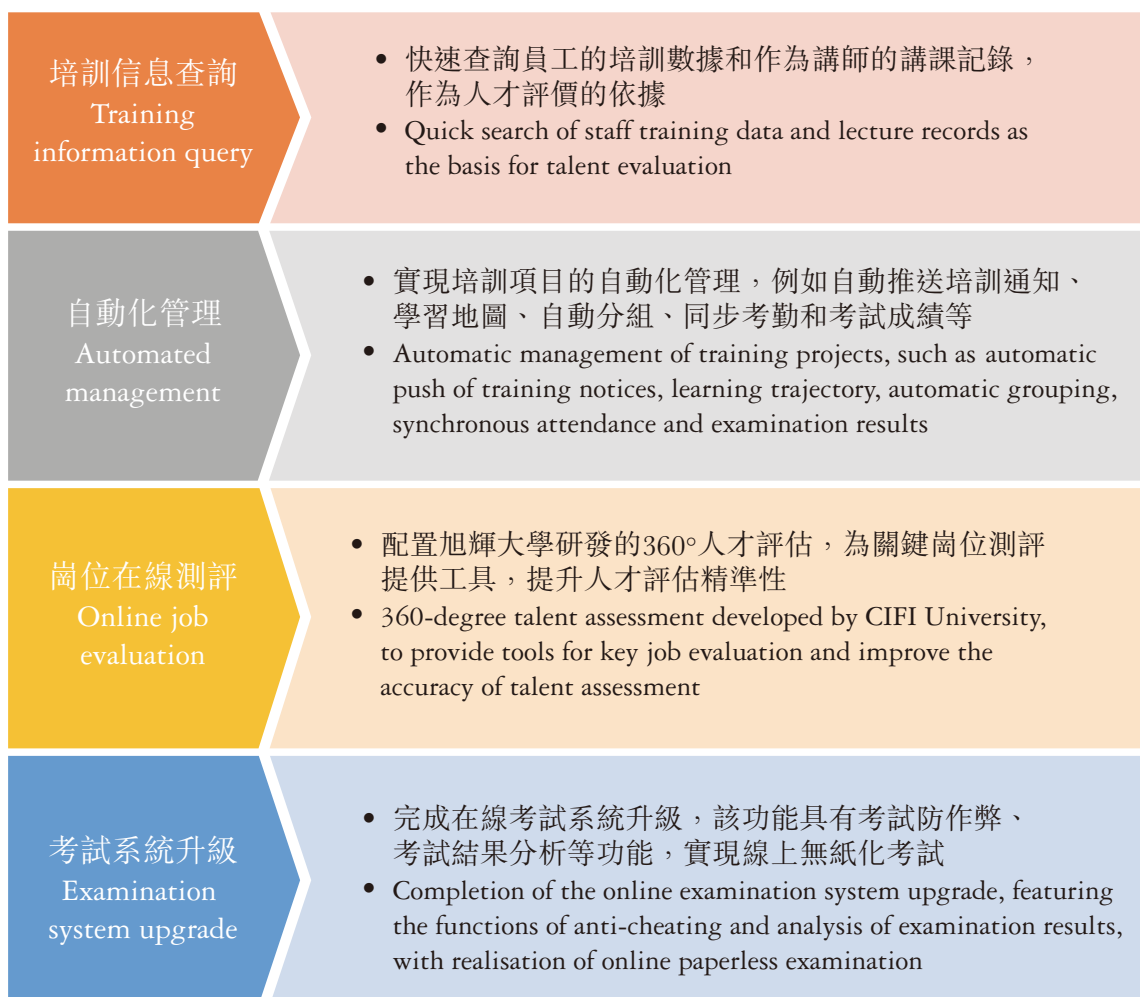 培訓信息查詢
Training
information query
• 快速查詢員工的培訓數據和作為講師的講課記錄，
作為人才評價的依據
• Quick search of staff training data and lecture records as
the basis for talent evaluation
自動化管理
Automated
management
• 實現培訓項目的自動化管理，例如自動推送培訓通知、
學習地圖、自動分組、同步考勤和考試成績等
• Automatic management of training projects, such as automatic
push of training notices, learning trajectory, automatic grouping,
synchronous attendance and examination results
崗位在線測評
Online job
evaluation
• 配置旭輝大學研發的360°人才評估，為關鍵崗位測評
提供工具，提升人才評估精準性
• 360-degree talent assessment developed by CIFI University,
to provide tools for key job evaluation and improve the
accuracy of talent assessment
考試系統升級
Examination
system upgrade
• 完成在線考試系統升級，該功能具有考試防作弊、
考試結果分析等功能，實現線上無紙化考試
• Completion of the online examination system upgrade, featuring
the functions of anti-cheating and analysis of examination results,
with realisation of online paperless examination